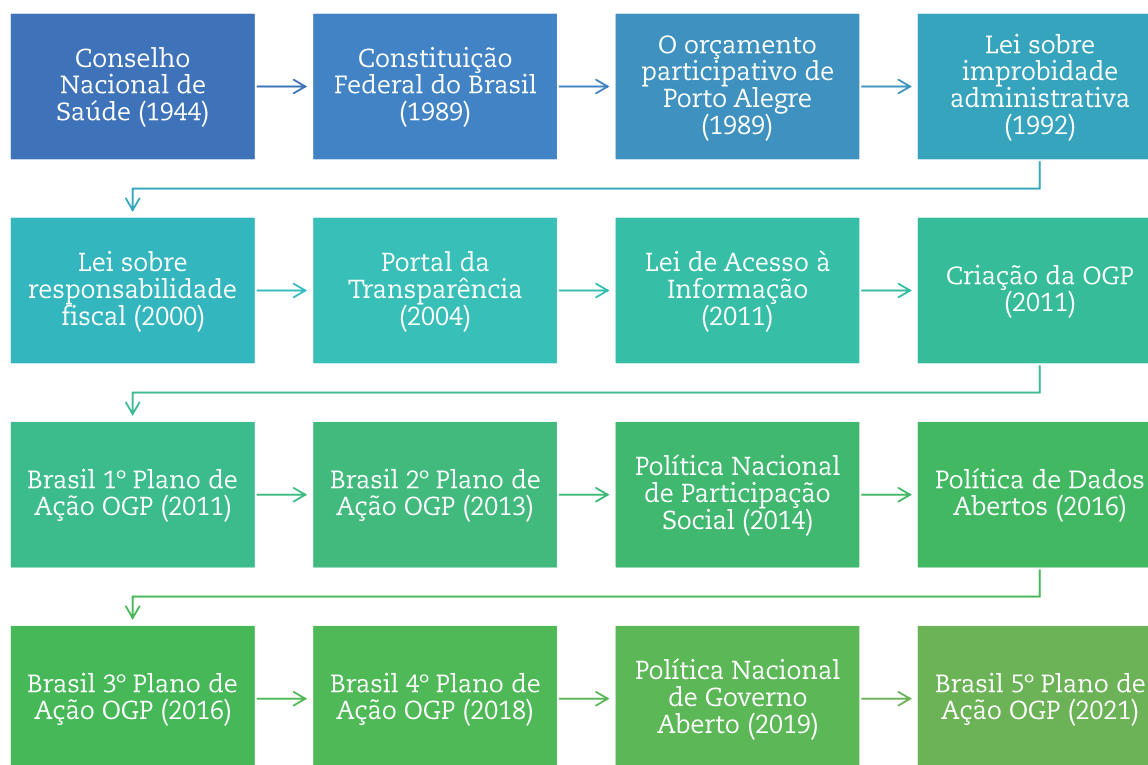 Conselho
Nacional de
Saúde (1944)
Constituição
Federal do Brasil
(1989)
O orçamento
participativo de
Porto Alegre
(1989)
Lei sobre
improbidade
administrativa
(1992)
Lei sobre
responsabilidade
fiscal (2000)
Portal da
Transparência
(2004)
Lei de Acesso à
Informação
(2011)
Criação da OGP
(2011)
Brasil 1º Plano de
Ação OGP (2011)
Brasil 2º Plano de
Ação OGP (2013)
Política Nacional
de Participação
Social (2014)
Política de Dados
Abertos (2016)
Brasil 3º Plano de
Ação OGP (2016)
Brasil 4º Plano de
Ação OGP (2018)
Política Nacional
de Governo
Aberto (2019)
Brasil 5º Plano de
Ação OGP (2021)